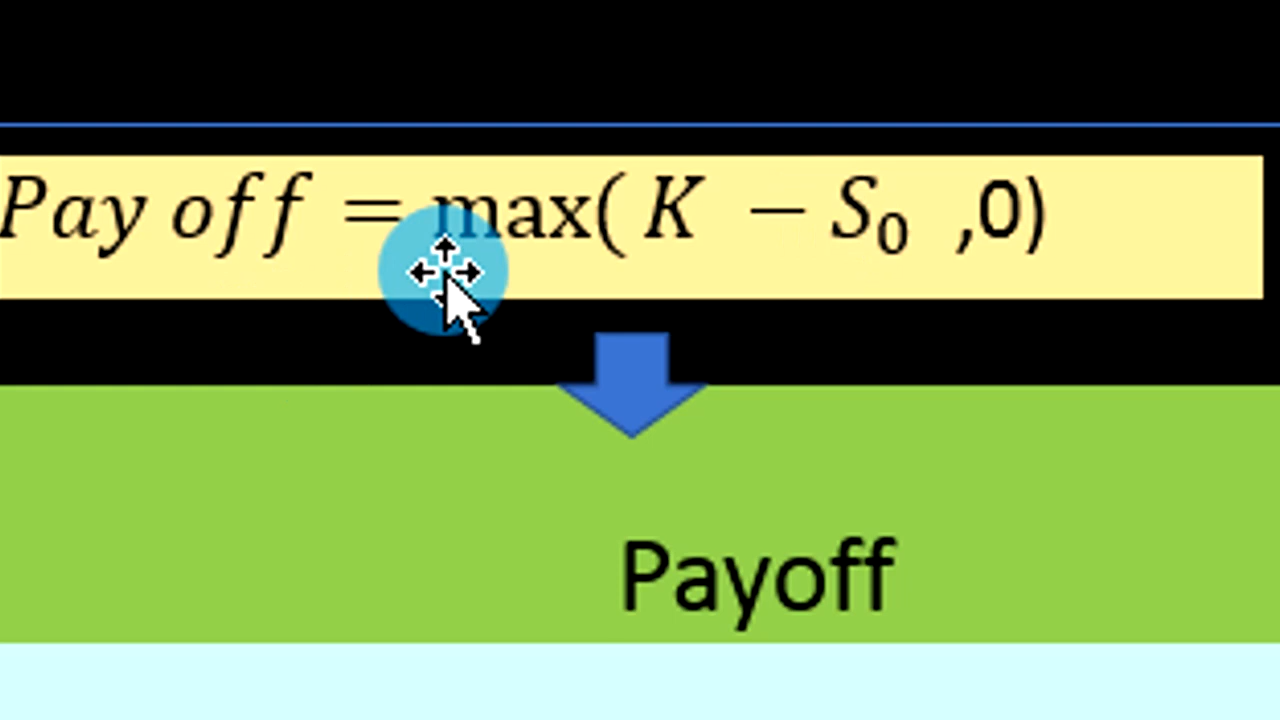 Pay off = max( K − S₀ ,0)
Payoff